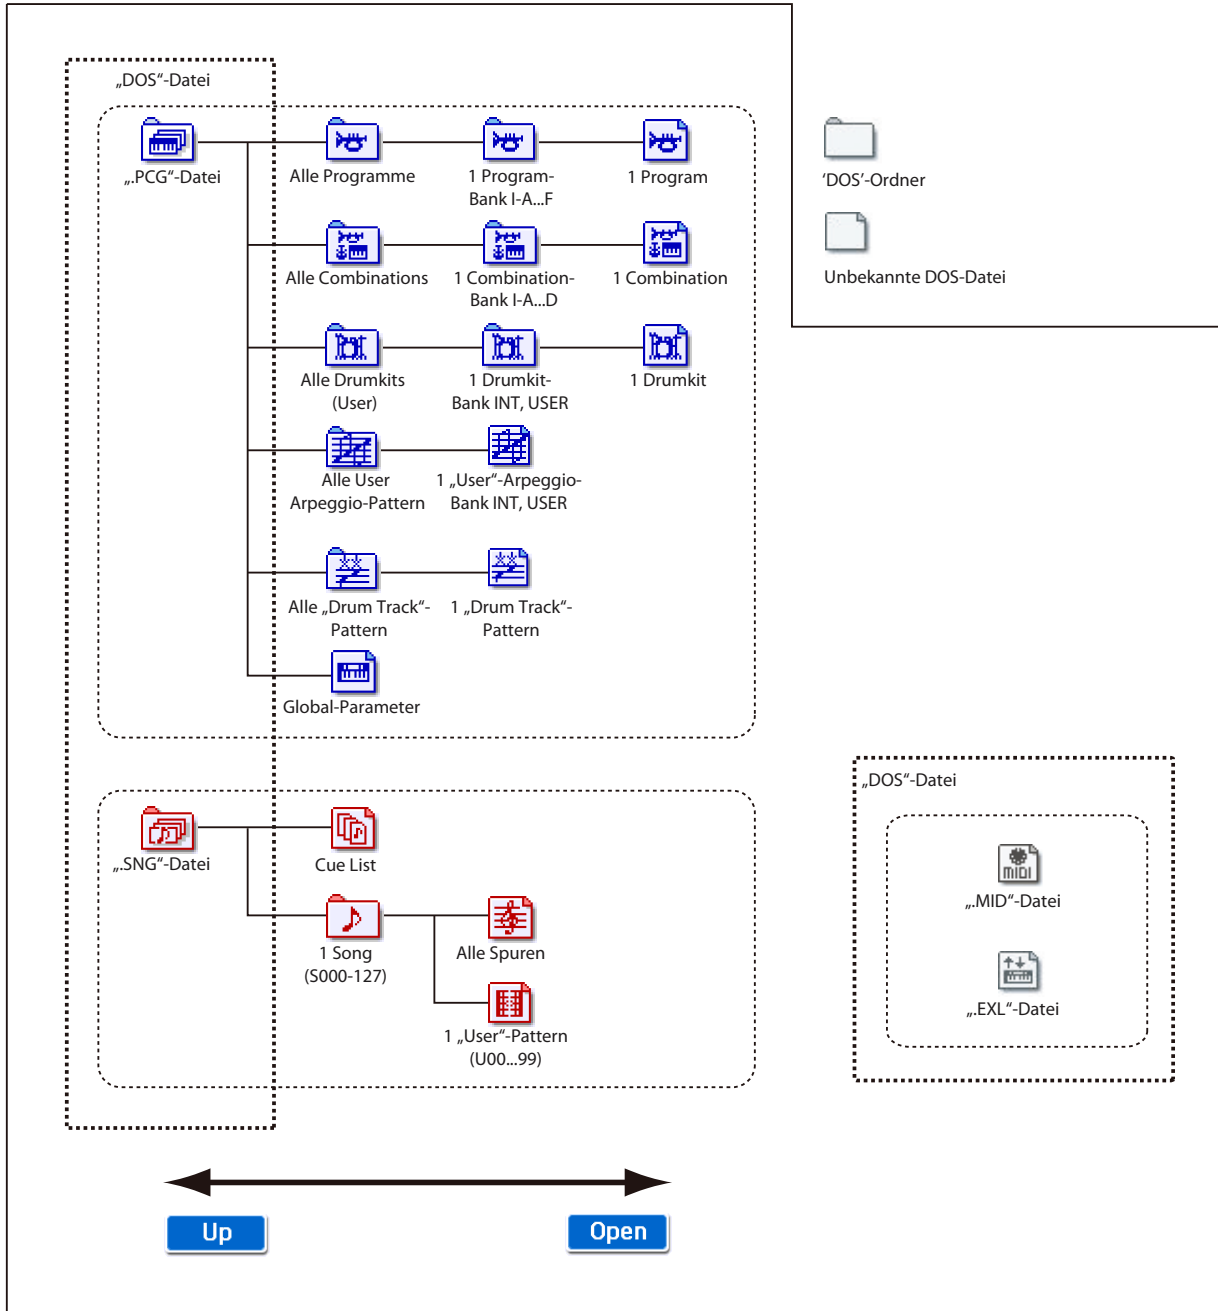 „DOS“-Datei
„.PCG“-Datei
Alle Programme
1 Program-
Bank I-A...F
1 Program
Alle Combinations
1 Combination-
Bank I-A...D
1 Combination
Alle Drumkits
(User)
1 Drumkit-
Bank INT, USER
1 Drumkit
Alle User
Arpeggio-Pattern
1 „User“-Arpeggio-
Bank INT, USER
Alle „Drum Track“-
Pattern
1 „Drum Track“-
Pattern
Global-Parameter
‘DOS’-Ordner
Unbekannte DOS-Datei
„.SNG“-Datei
Cue List
1 Song
(S000-127)
Alle Spuren
1 „User“-Pattern
(U00...99)
„DOS“-Datei
MIDI
„.MID“-Datei
„.EXL“-Datei
Up
Open